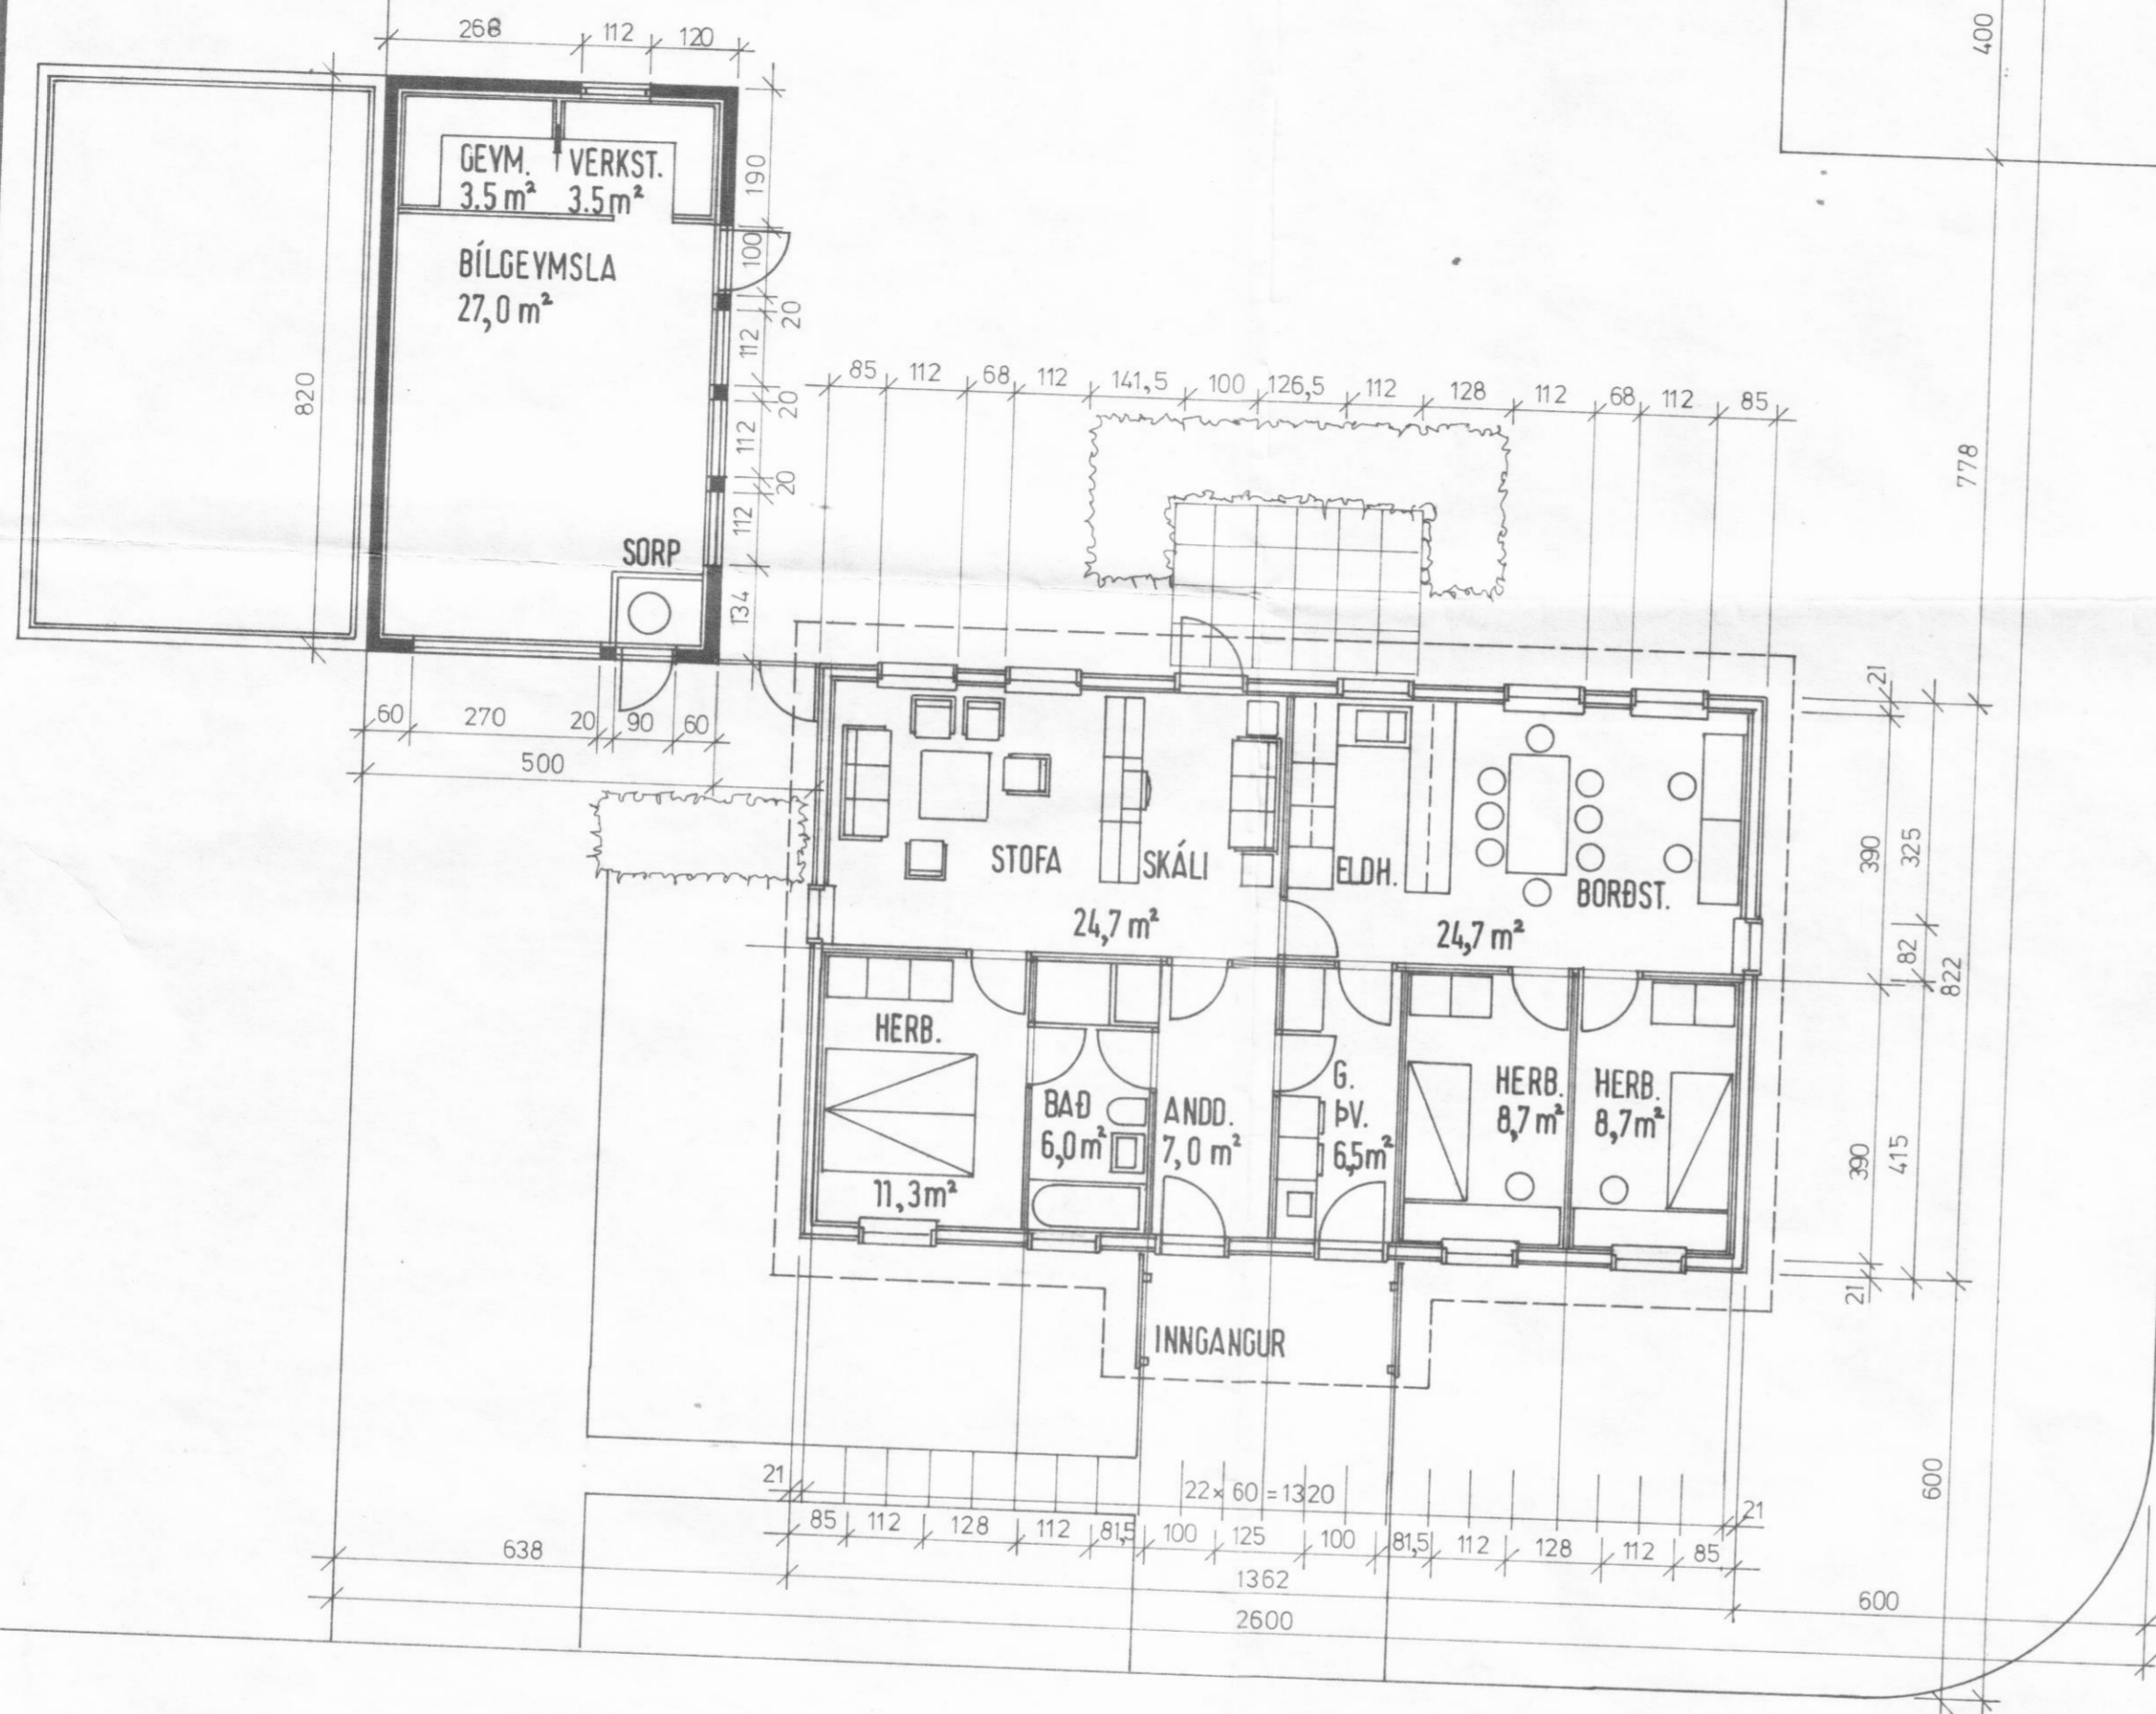 268 112 120
400
GEYM. VERKST.
3.5 m² 3.5 m²
190
BÍLGEYMSLA
27,0 m²
100
20
112
20
112
20
112
134
820
SORP
85 112 68 112 141,5 100 126,5 112 128 112 68 112 85
778
60 270 20 90 60
500
21
390 325
82
822
390 415
21
STOFA SKÁLI ELDH. BORÐST.
24,7 m² 24,7 m²
HERB.
11,3 m²
BAÐ
6,0 m²
ANDD.
7,0 m²
G.
ÞV.
6,5 m²
HERB. HERB.
8,7 m² 8,7 m²
INNGANGUR
600
21 22 x 60 = 1320 21
85 112 128 112 81,5 100 125 100 81,5 112 128 112 85
638 1362 600
2600